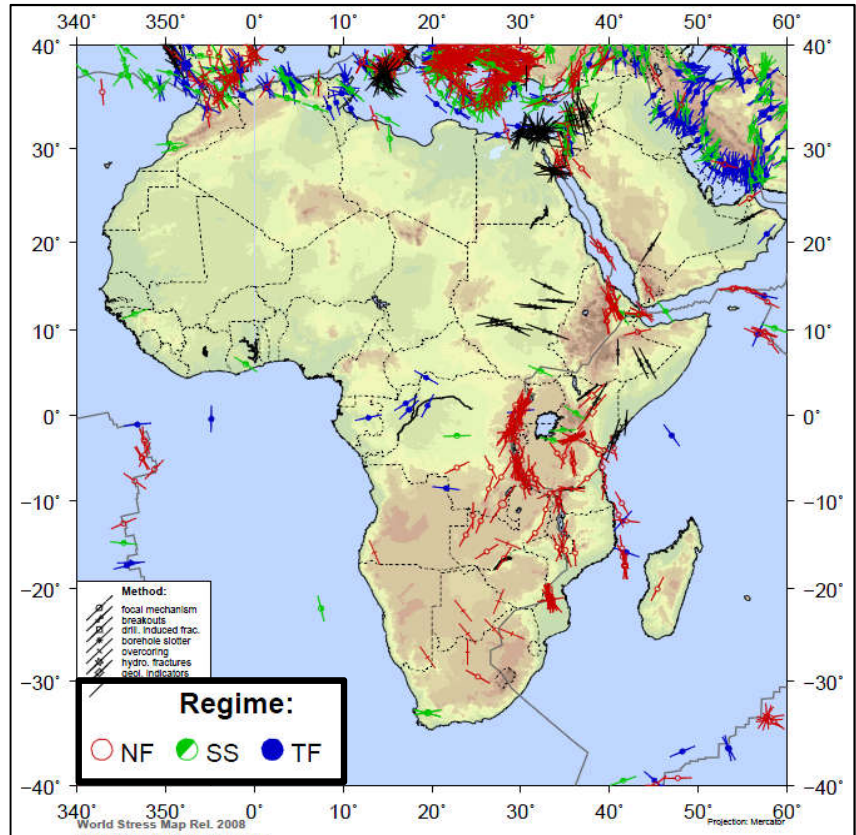 340˚ 350˚ 0˚ 10˚ 20˚ 30˚ 40˚ 50˚ 60˚
40˚ 40˚
30˚ 30˚
20˚ 20˚
10˚ 10˚
0˚ 0˚
−10˚ −10˚
−20˚ −20˚
Method:
focal mechanism
breakouts
drill. induced frac.
borehole slotter
overcoring
hydro. fractures
geol. indicators
−30˚ −30˚
Regime:
NF SS TF
−40˚ −40˚
340˚ 350˚ 0˚ 10˚ 20˚ 30˚ 40˚ 50˚ 60˚
World Stress Map Rel. 2008
Projection: Mercator